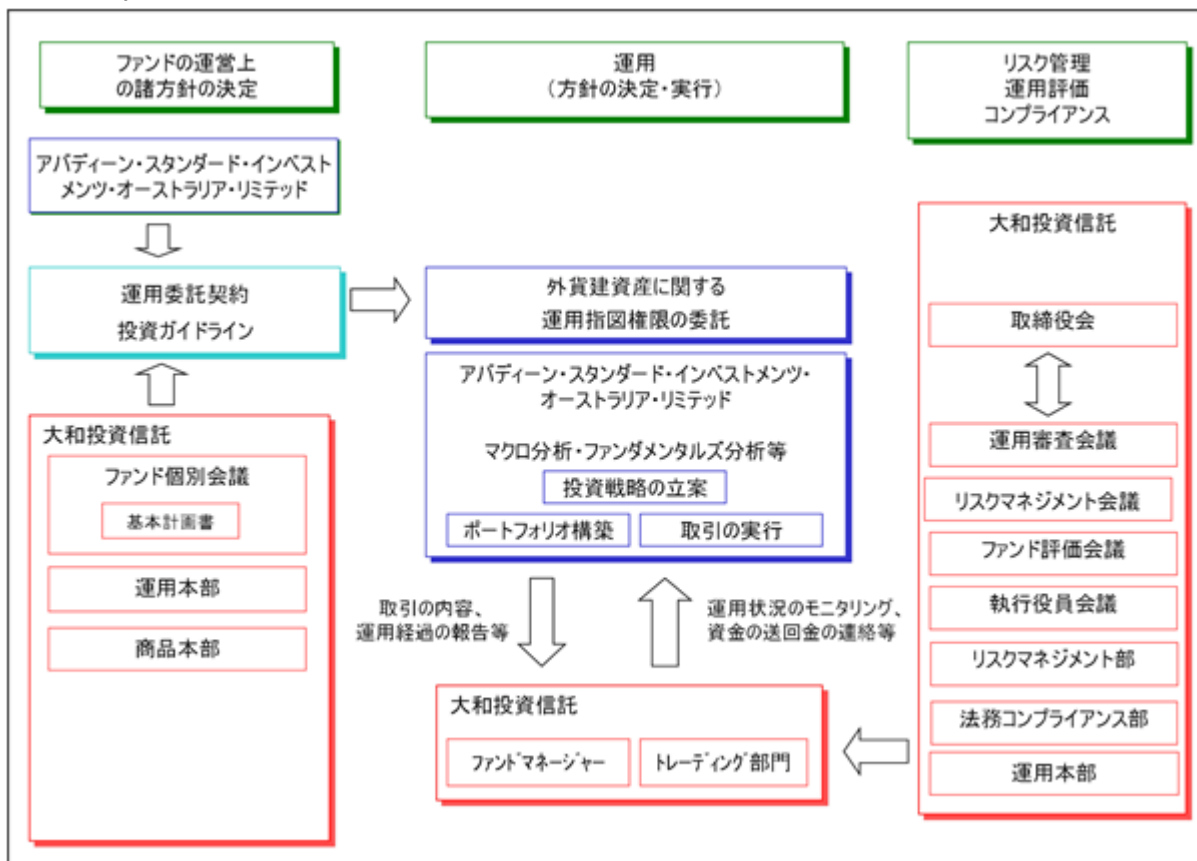 ファンドの運営上
の諸方針の決定
運用
（方針の決定・実行）
リスク管理
運用評価
コンプライアンス
アバディーン・スタンダード・インベスト
メンツ・オーストラリア・リミテッド
運用委託契約
投資ガイドライン
大和投資信託
ファンド個別会議
基本計画書
運用本部
商品本部
外貨建資産に関する
運用指図権限の委託
アバディーン・スタンダード・インベストメンツ・
オーストラリア・リミテッド
マクロ分析・ファンダメンタルズ分析等
投資戦略の立案
ポートフォリオ構築
取引の実行
取引の内容、
運用経過の報告等
運用状況のモニタリング、
資金の送回金の連絡等
大和投資信託
ファンドマネージャー
トレーディング部門
大和投資信託
取締役会
運用審査会議
リスクマネジメント会議
ファンド評価会議
執行役員会議
リスクマネジメント部
法務コンプライアンス部
運用本部